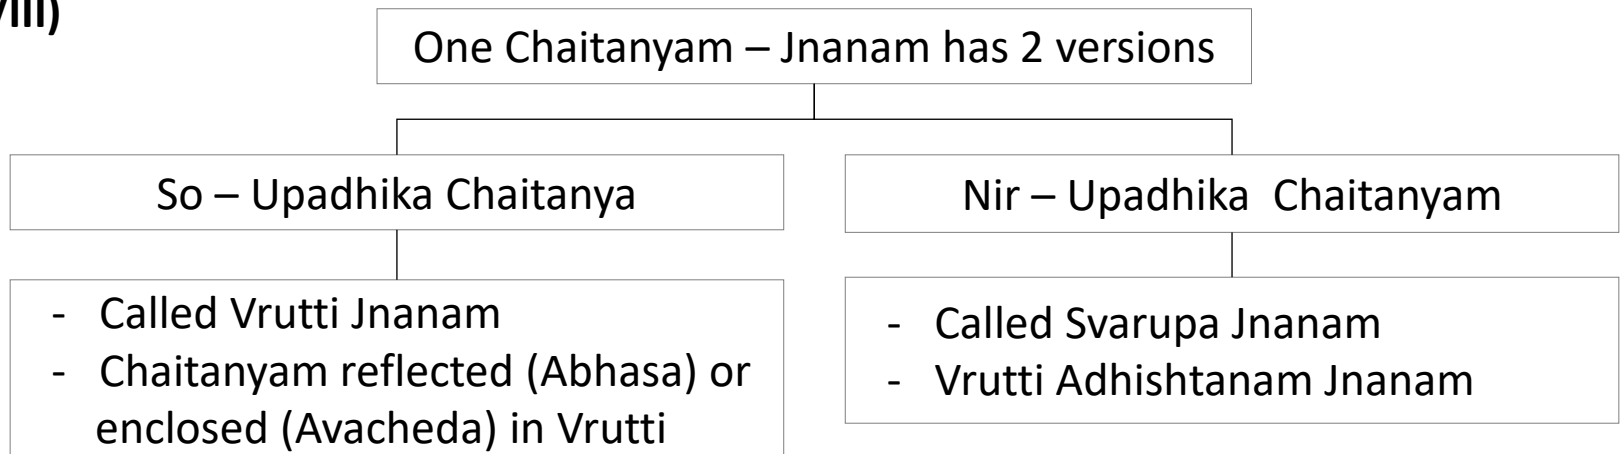 VIII)
One Chaitanyam – Jnanam has 2 versions
So – Upadhika Chaitanya
Nir – Upadhika Chaitanyam
- Called Vrutti Jnanam
- Chaitanyam reflected (Abhasa) or
enclosed (Avacheda) in Vrutti
- Called Svarupa Jnanam
- Vrutti Adhishtanam Jnanam